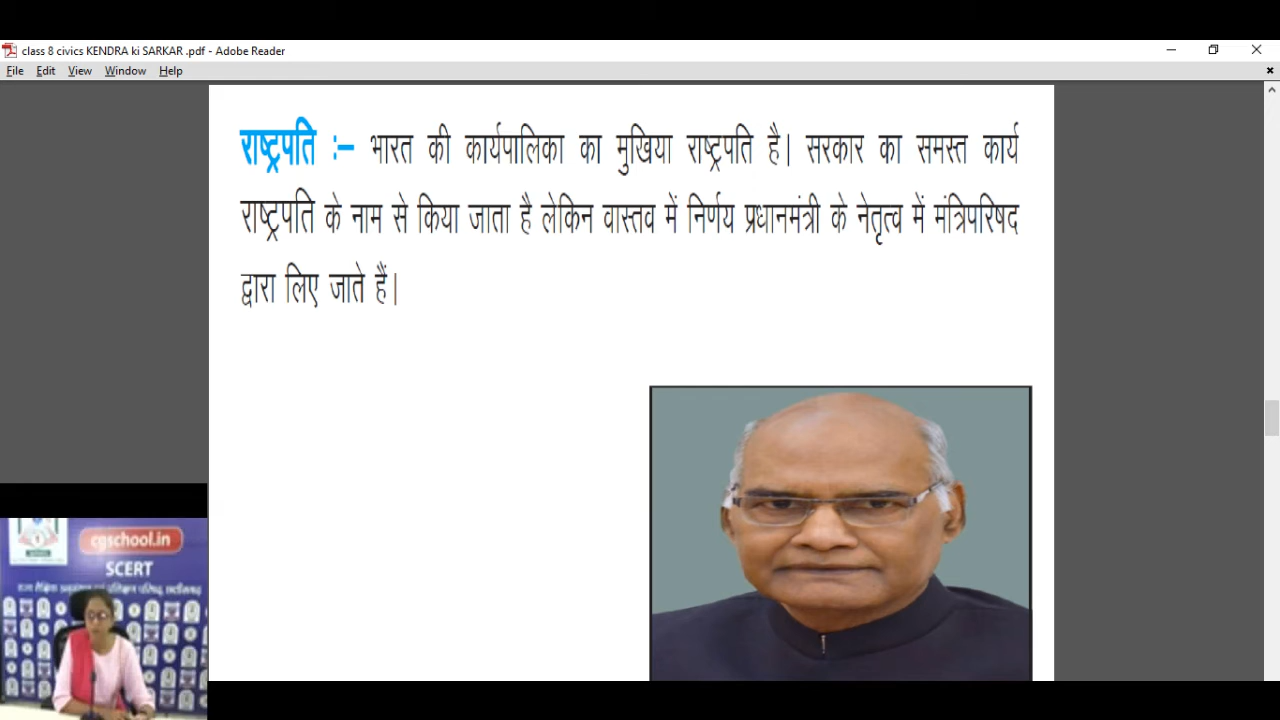 class 8 civics KENDRA ki SARKAR .pdf - Adobe Reader
File Edit View Window Help
राष्ट्रपति :– भारत की कार्यपालिका का मुखिया राष्ट्रपति है। सरकार का समस्त कार्य
राष्ट्रपति के नाम से किया जाता है लेकिन वास्तव में निर्णय प्रधानमंत्री के नेतृत्व में मंत्रिपरिषद
द्वारा लिए जाते हैं।
cgschool.in
SCERT